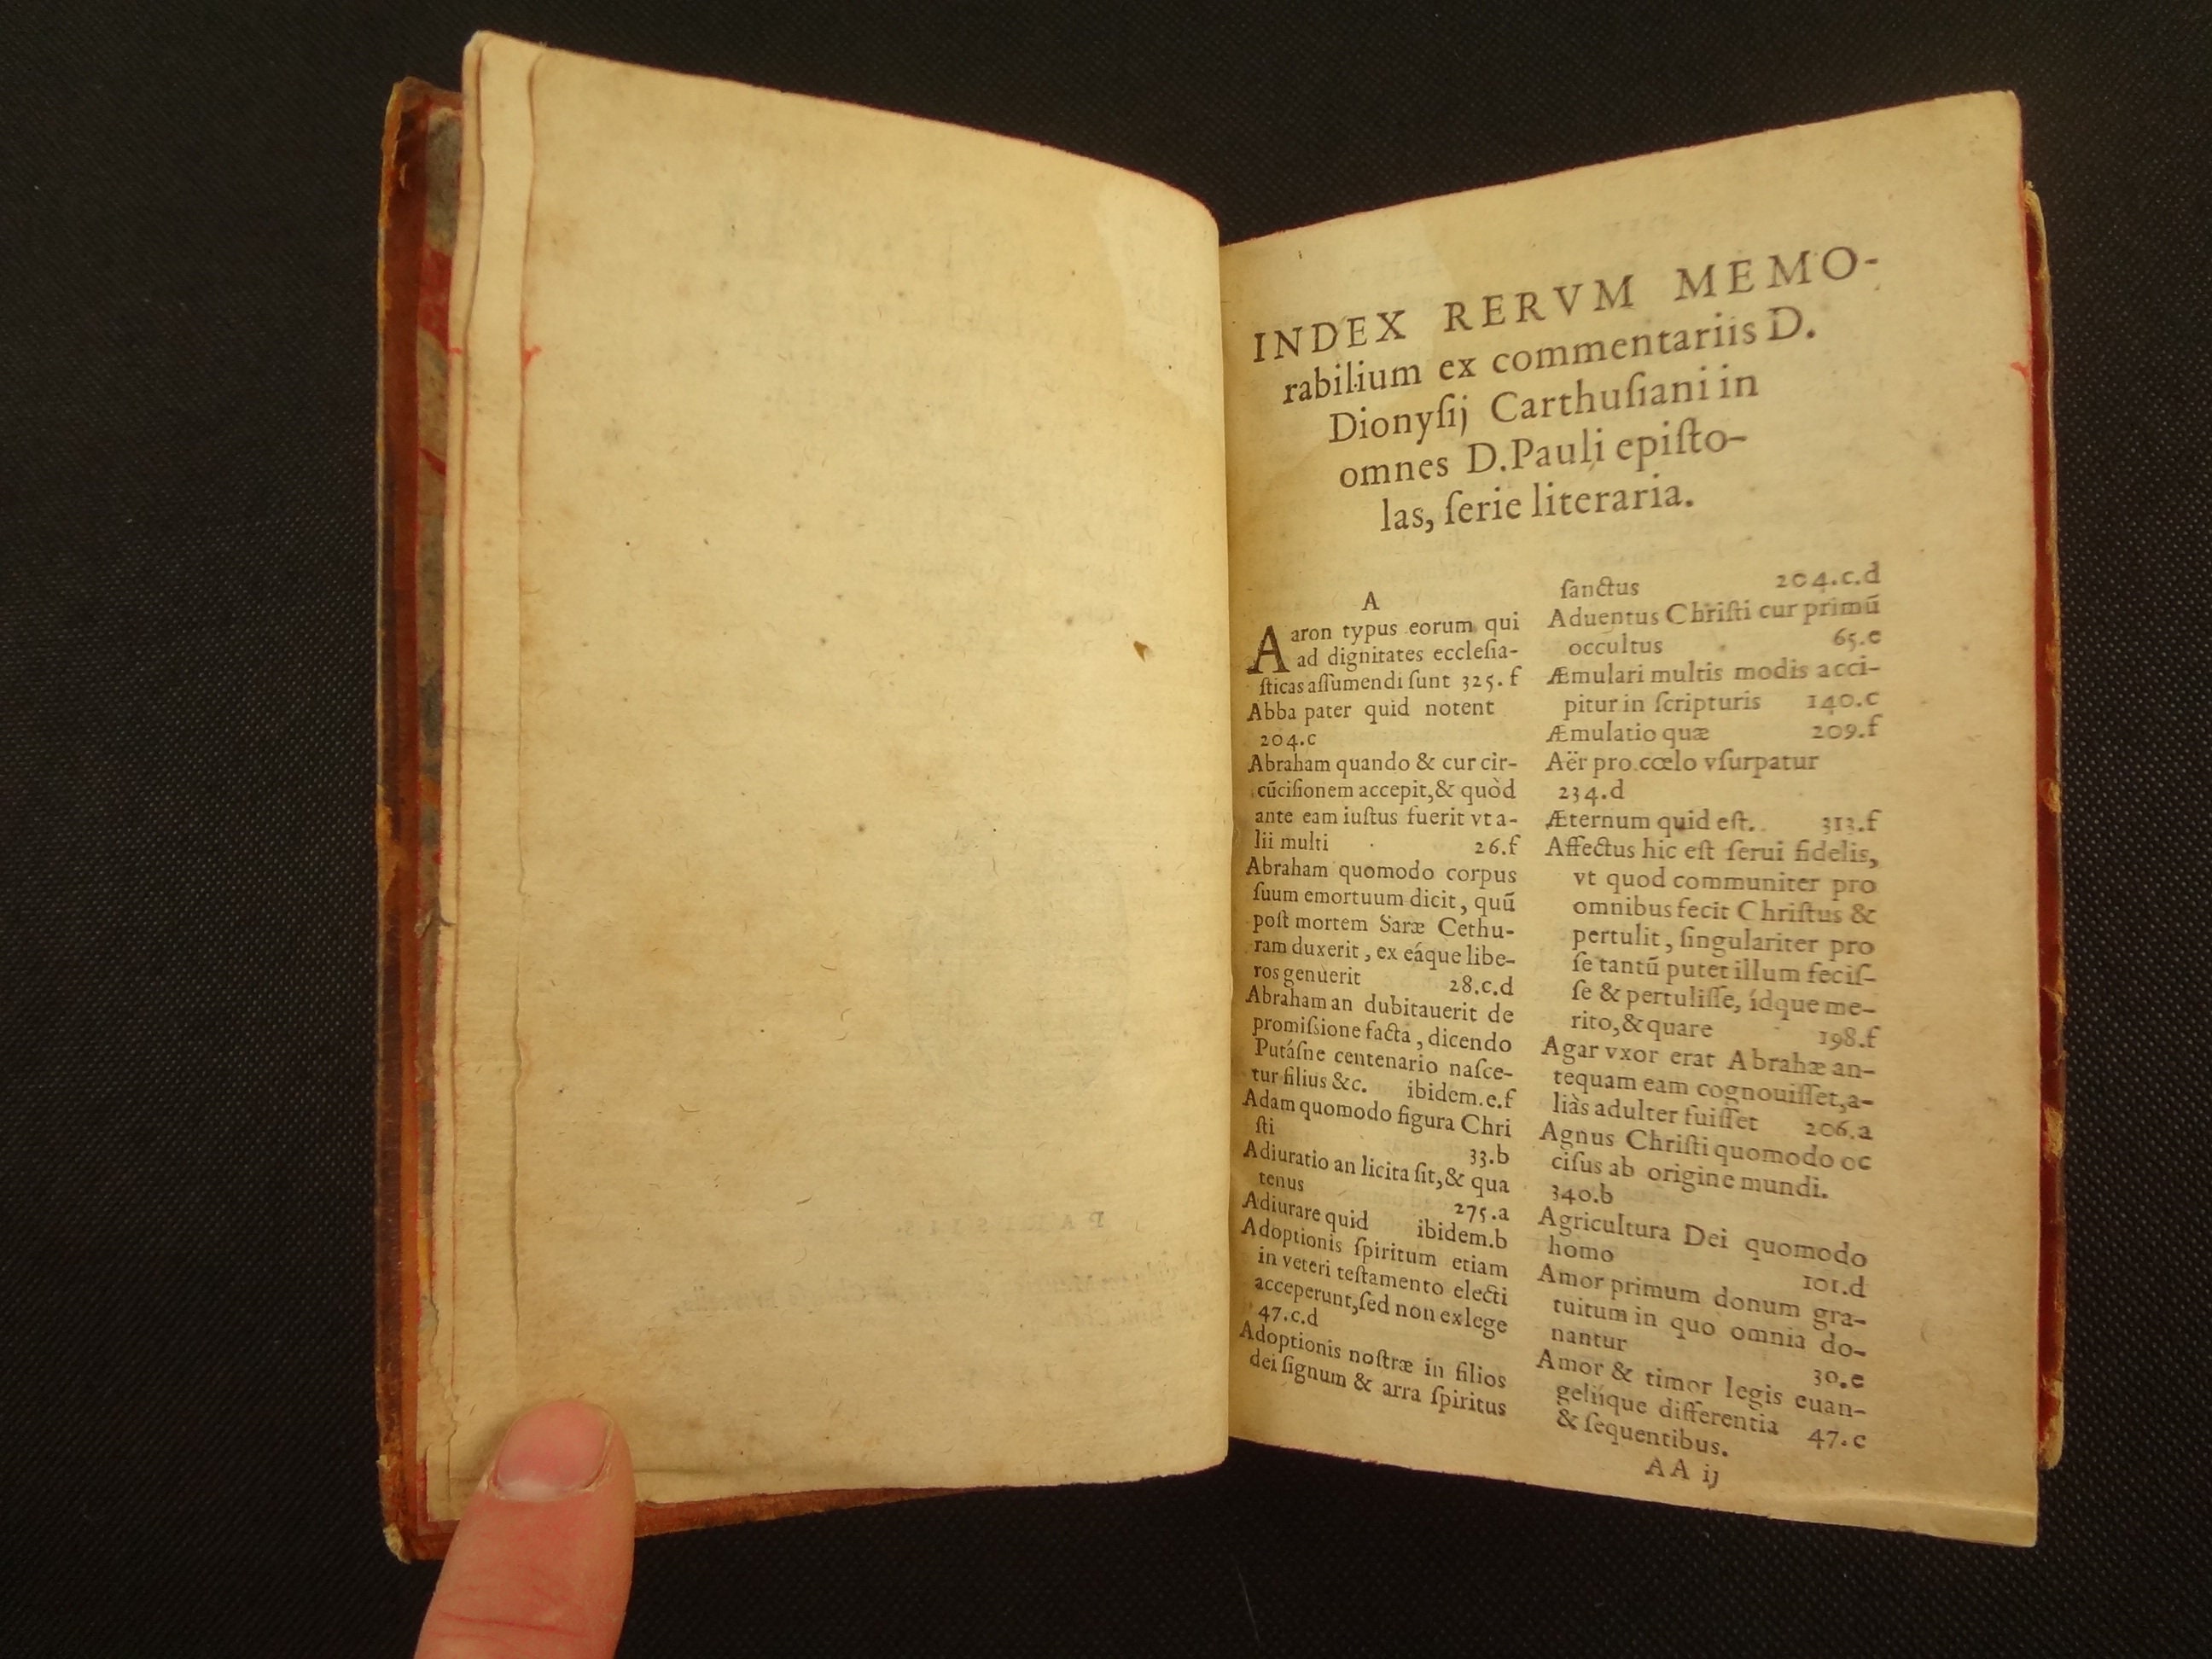 PARISIIS.
INDEX RERVM MEMO-
rabilium ex commentariis D.
Dionyſij Carthuſiani in
omnes D. Pauli epiſto-
las, ſerie literaria.
A
Aaron typus eorum qui
ad dignitates eccleſia-
ſticas aſſumendi ſunt 325.f
Abba pater quid notent
204.c
Abraham quando & cur cir-
cũciſionem accepit, & quòd
ante eam iuſtus fuerit vt a-
lii multi 26.f
Abraham quomodo corpus
ſuum emortuum dicit, quũ
poſt mortem Saræ Cethu-
ram duxerit, ex eáque libe-
ros genuerit 28.c.d
Abraham an dubitauerit de
promiſsione facta, dicendo
Putáſne centenario naſce-
tur filius &c. ibidem.e.f
Adam quomodo figura Chri
ſti 33.b
Adiuratio an licita ſit, & qua
tenus 275.a
Adiurare quid ibidem.b
Adoptionis ſpiritum etiam
in veteri teſtamento electi
acceperunt, ſed non ex lege
47.c.d
Adoptionis noſtræ in filios
dei ſignum & arra ſpiritus
ſanctus 204.c.d
Aduentus Chriſti cur primũ
occultus 65.e
Æmulari multis modis acci-
pitur in ſcripturis 140.c
Æmulatio quæ 209.f
Aër pro cœlo vſurpatur
234.d
Æternum quid eſt. 313.f
Affectus hic eſt ſerui fidelis,
vt quod communiter pro
omnibus fecit Chriſtus &
pertulit, ſingulariter pro
ſe tantũ putet illum feciſ-
ſe & pertuliſſe, ídque me-
rito, & quare 198.f
Agar vxor erat Abrahæ an-
tequam eam cognouiſſet, a-
liàs adulter fuiſſet 206.a
Agnus Chriſti quomodo oc
ciſus ab origine mundi.
340.b
Agricultura Dei quomodo
homo 101.d
Amor primum donum gra-
tuitum in quo omnia do-
nantur 30.e
Amor & timor legis euan-
geliique differentia 47.c
& ſequentibus.
AA ij